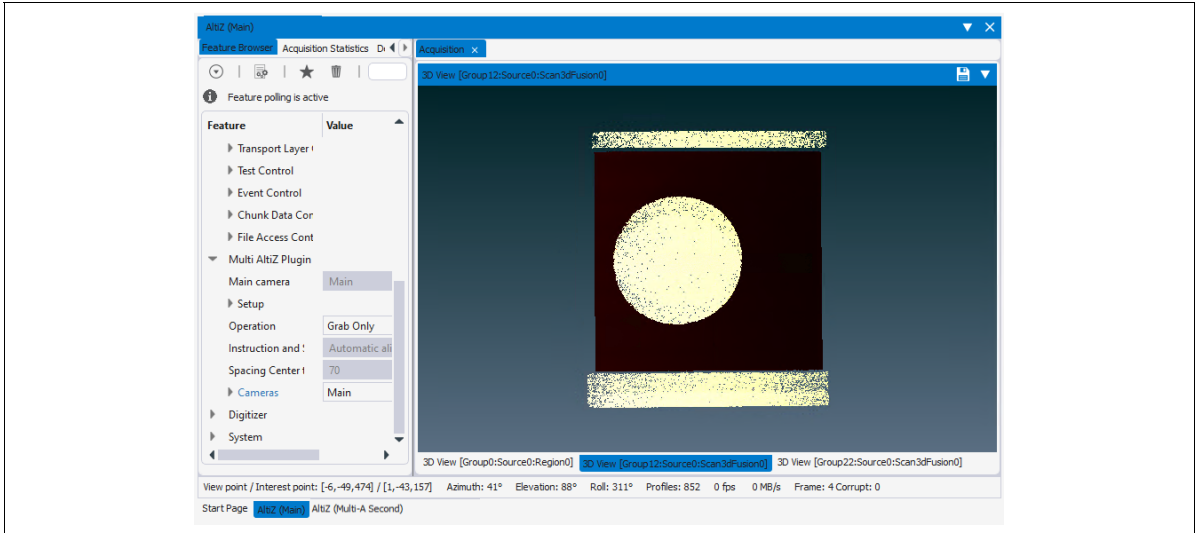 AltiZ (Main)
Feature Browser Acquisition Statistics D
Acquisition
3D View [Group12:Source0:Scan3dFusion0]
Feature polling is active
Feature Value
Transport Layer
Test Control
Event Control
Chunk Data Cor
File Access Cont
Multi AltiZ Plugin
Main camera Main
Setup
Operation Grab Only
Instruction and Automatic ali
Spacing Center Value 70
Cameras Main
Digitizer
System
3D View [Group0:Source0:Region0] 3D View [Group12:Source0:Scan3dFusion0] 3D View [Group22:Source0:Scan3dFusion0]
View point / Interest point: [-6,-49,474] / [1,-43,157] Azimuth: 41° Elevation: 88° Roll: 311° Profiles: 852 0 fps 0 MB/s Frame: 4 Corrupt: 0
Start Page AltiZ (Main) AltiZ (Multi-A Second)